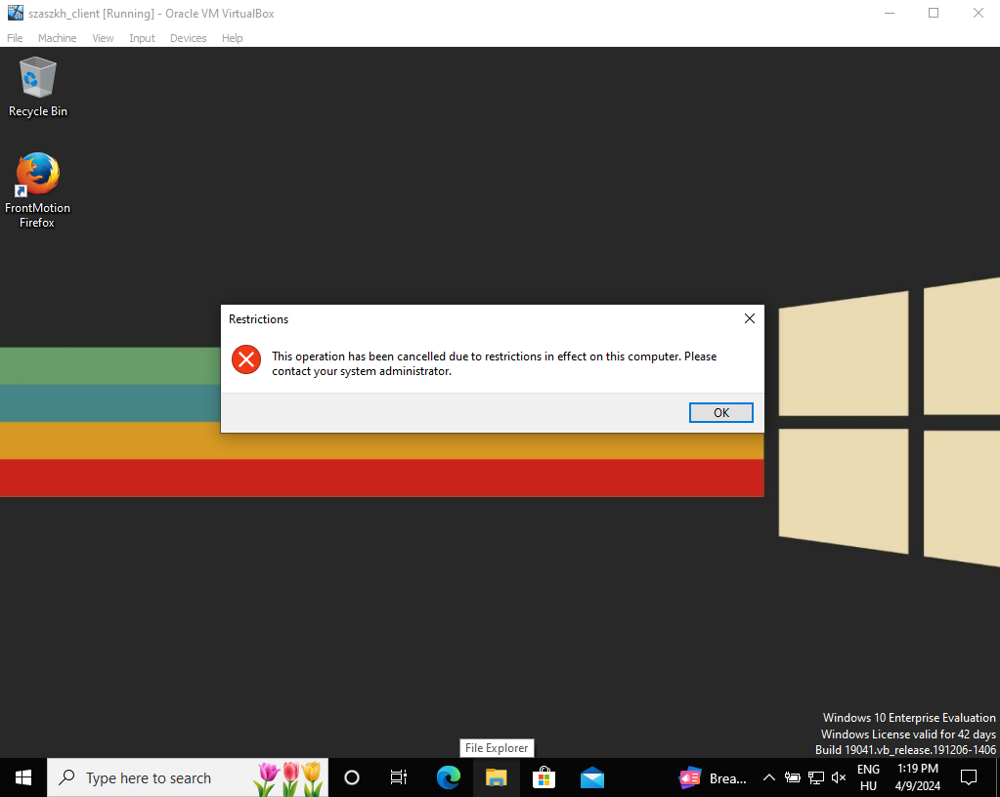 szaszkh_client [Running] - Oracle VM VirtualBox
File Machine View Input Devices Help
Recycle Bin
FrontMotion
Firefox
Restrictions
This operation has been cancelled due to restrictions in effect on this computer. Please
contact your system administrator.
OK
Windows 10 Enterprise Evaluation
Windows License valid for 42 days
Build 19041.vb_release.191206-1406
File Explorer
Type here to search
Brea...
ENG
HU
1:19 PM
4/9/2024